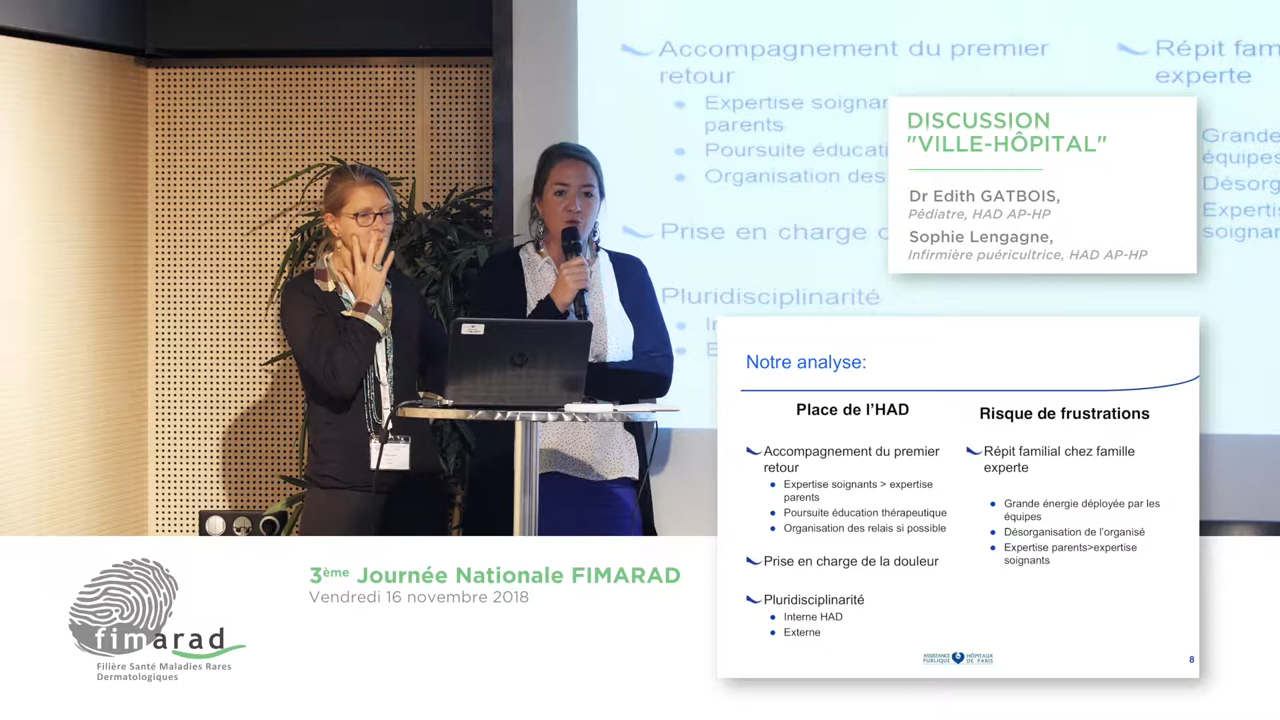 Accompagnement du premier
retour
Expertise soignar
parents
Poursuite éducati
Organisation des
Prise en charge
Pluridisciplinarité
Répit fam
experte
Grande
équipes
Désorg
Expertis
soignan
DISCUSSION
"VILLE-HÔPITAL"
Dr Edith GATBOIS,
Pédiatre, HAD AP-HP
Sophie Lengagne,
Infirmière puéricultrice, HAD AP-HP
Notre analyse:
Place de l'HAD
Accompagnement du premier
retour
Expertise soignants > expertise
parents
Poursuite éducation thérapeutique
Organisation des relais si possible
Prise en charge de la douleur
Pluridisciplinarité
Interne HAD
Externe
Risque de frustrations
Répit familial chez famille
experte
Grande énergie déployée par les
équipes
Désorganisation de l'organisé
Expertise parents>expertise
soignants
ASSISTANCE PUBLIQUE
HÔPITAUX DE PARIS
8
3ème Journée Nationale FIMARAD
Vendredi 16 novembre 2018
fimarad
Filière Santé Maladies Rares
Dermatologiques